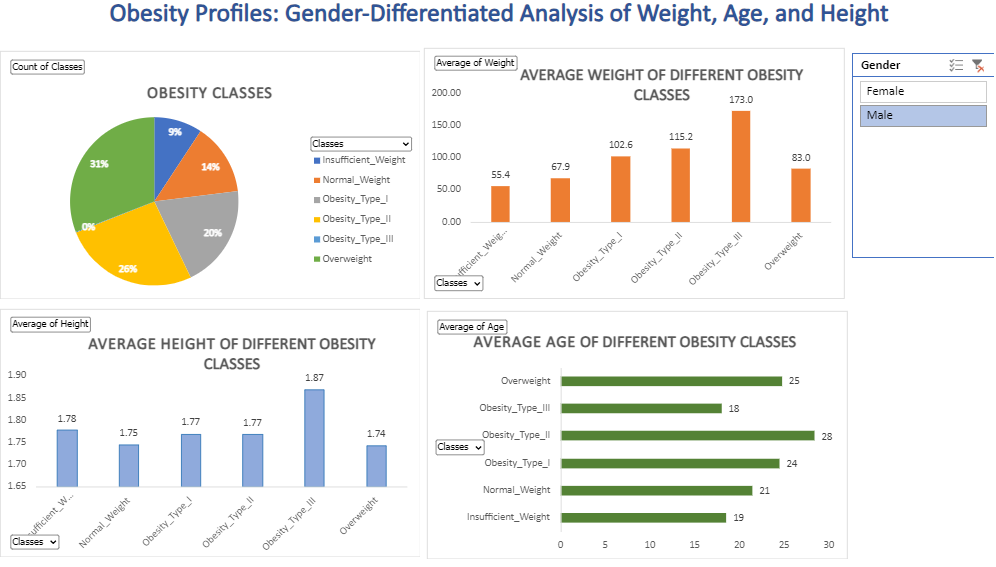 Obesity Profiles: Gender-Differentiated Analysis of Weight, Age, and Height
Count of Classes
OBESITY CLASSES
9%
14%
20%
26%
0%
31%
Classes
Insufficient_Weight
Normal_Weight
Obesity_Type_I
Obesity_Type_II
Obesity_Type_III
Overweight
Average of Weight
AVERAGE WEIGHT OF DIFFERENT OBESITY
CLASSES
200.00
150.00
100.00
50.00
0.00
55.4
67.9
102.6
115.2
173.0
83.0
sufficient_Weig...
Normal_Weight
Obesity_Type_I
Obesity_Type_II
Obesity_Type_III
Overweight
Classes
Gender
Female
Male
Average of Height
AVERAGE HEIGHT OF DIFFERENT OBESITY
CLASSES
1.90
1.85
1.80
1.75
1.70
1.65
1.78
1.75
1.77
1.77
1.87
1.74
sufficient_W...
Normal_Weight
Obesity_Type_I
Obesity_Type_II
Obesity_Type_III
Overweight
Classes
Average of Age
AVERAGE AGE OF DIFFERENT OBESITY CLASSES
Overweight 25
Obesity_Type_III 18
Obesity_Type_II 28
Classes
Obesity_Type_I 24
Normal_Weight 21
Insufficient_Weight 19
0 5 10 15 20 25 30